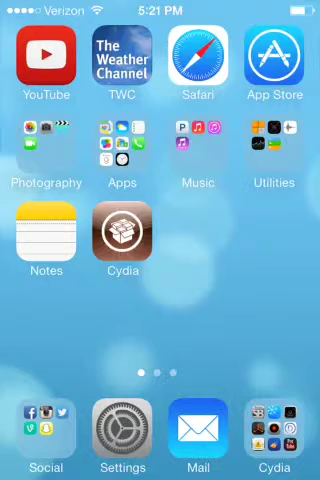 Verizon 5:21 PM
YouTube
The Weather Channel
TWC
Safari
App Store
Photography
Apps
Music
Utilities
Notes
Cydia
Social
Settings
Mail
Cydia